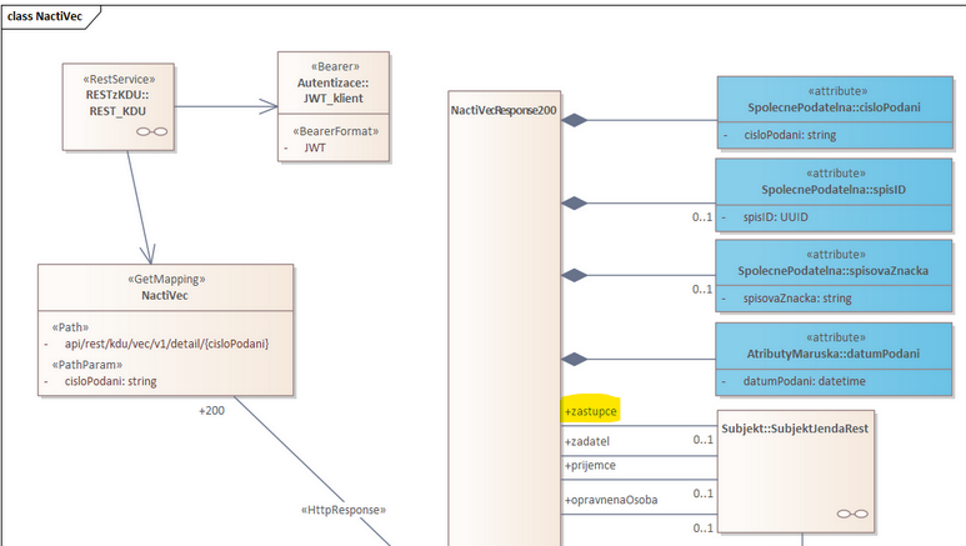 class NactiVec
«RestService»
RESTzKDU::
REST_KDU
«Bearer»
Autentizace::
JWT_klient
«BearerFormat»
- JWT
«GetMapping»
NactiVec
«Path»
- api/rest/kdu/vec/v1/detail/{cisloPodani}
«PathParam»
- cisloPodani: string
+200
«HttpResponse»
NactiVecResponse200
«attribute»
SpolecnePodatelna::cisloPodani
- cisloPodani: string
«attribute»
SpolecnePodatelna::spisID
0..1
- spisID: UUID
«attribute»
SpolecnePodatelna::spisovaZnacka
0..1
- spisovaZnacka: string
«attribute»
AtributyMaruska::datumPodani
- datumPodani: datetime
+zastupce
0..1
+zadatel
+prijemce
0..1
+opravnenaOsoba
0..1
Subjekt::SubjektJendaRest